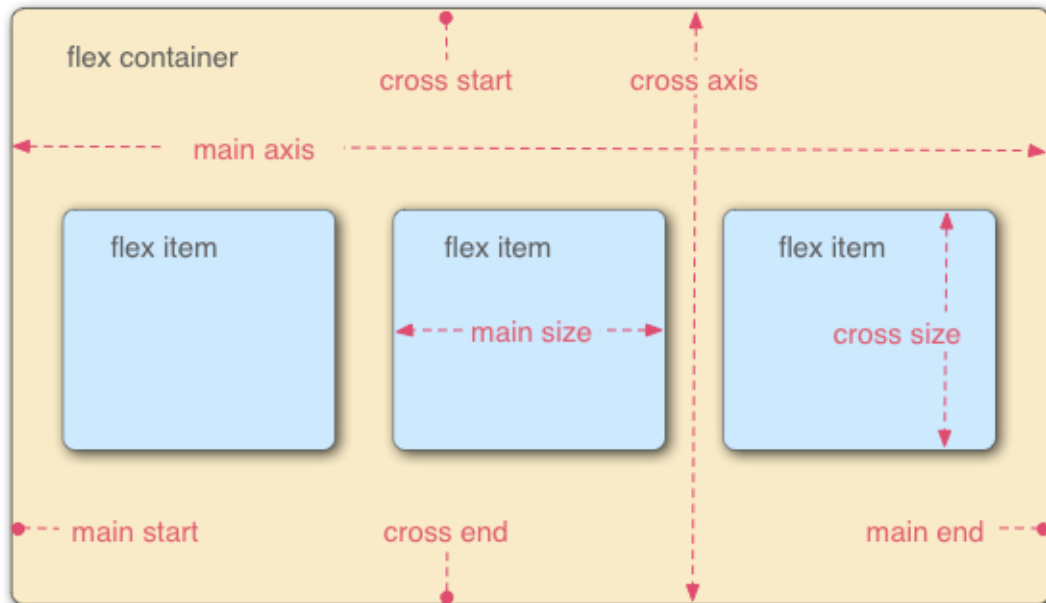 flex container
cross start
cross axis
main axis
flex item
flex item
flex item
main size
cross size
main start
cross end
main end